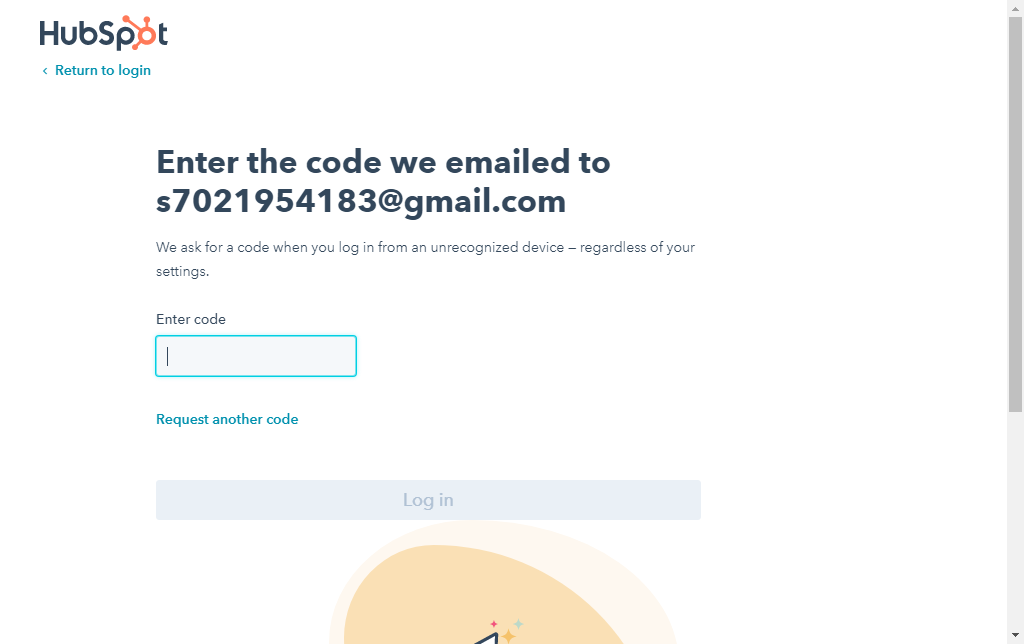 HubSpot
Return to login
Enter the code we emailed to
s7021954183@gmail.com
We ask for a code when you log in from an unrecognized device – regardless of your
settings.
Enter code
Request another code
Log in